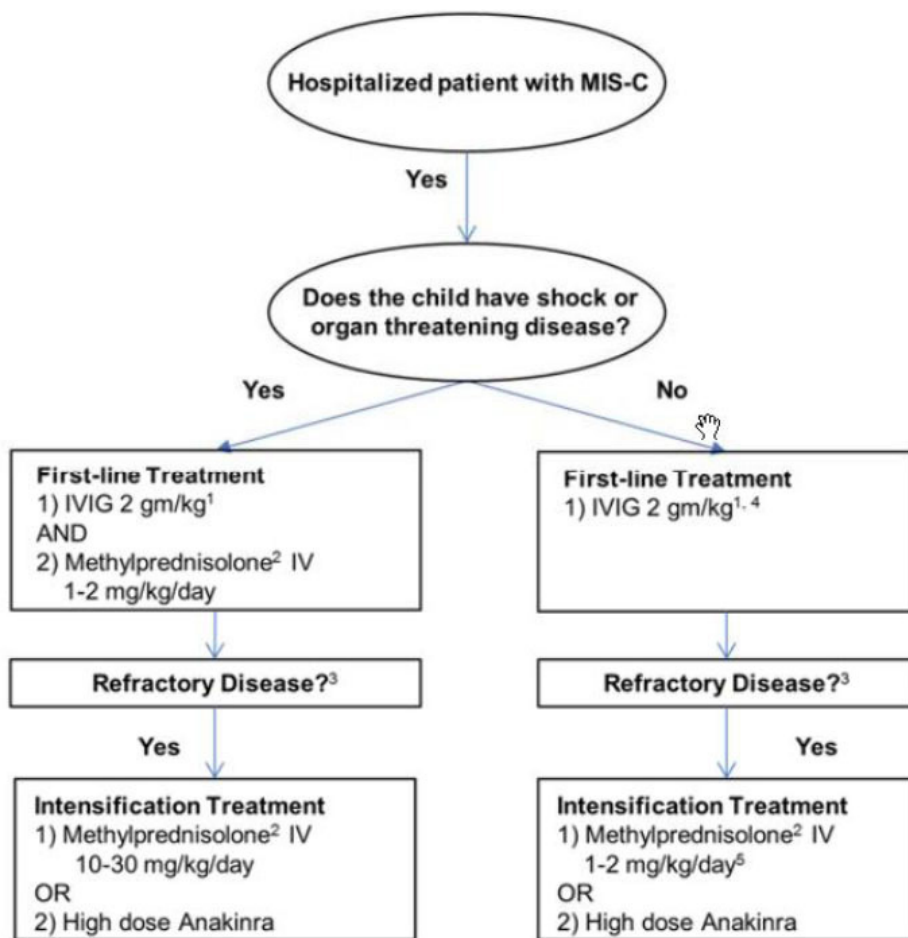 Hospitalized patient with MIS-C
Yes
Does the child have shock or
organ threatening disease?
Yes
No
First-line Treatment
1) IVIG 2 gm/kg¹
AND
2) Methylprednisolone² IV
1-2 mg/kg/day
First-line Treatment
1) IVIG 2 gm/kg¹˒ ⁴
Refractory Disease?³
Refractory Disease?³
Yes
Yes
Intensification Treatment
1) Methylprednisolone² IV
10-30 mg/kg/day
OR
2) High dose Anakinra
Intensification Treatment
1) Methylprednisolone² IV
1-2 mg/kg/day⁵
OR
2) High dose Anakinra